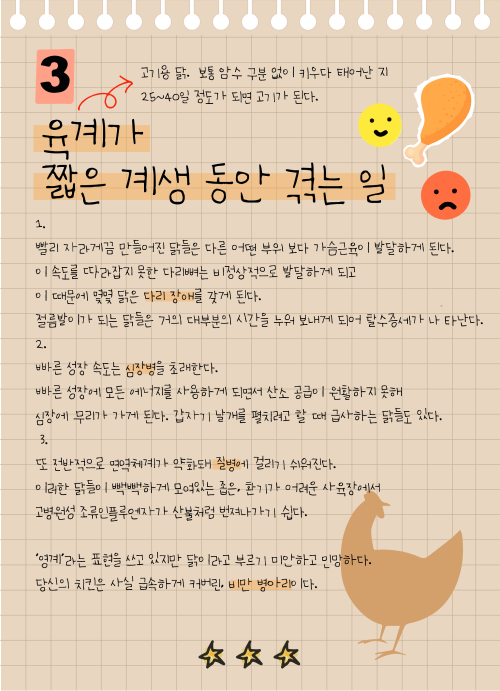 3
고기용 닭. 보통 암수 구분 없이 키우다 태어난 지
25~40일 정도가 되면 고기가 된다.
육계가
짧은 계생 동안 겪는 일
1.
빨리 자라게끔 만들어진 닭들은 다른 어떤 부위 보다 가슴근육이 발달하게 된다.
이 속도를 따라잡지 못한 다리뼈는 비정상적으로 발달하게 되고
이 때문에 몇몇 닭은 다리 장애를 갖게 된다.
절름발이가 되는 닭들은 거의 대부분의 시간을 누워 보내게 되어 탈수증세가 나 타난다.
2.
빠른 성장 속도는 심장병을 초래한다.
빠른 성장에 모든 에너지를 사용하게 되면서 산소 공급이 원활하지 못해
심장에 무리가 가게 된다. 갑자기 날개를 펼치려고 할 때 급사하는 닭들도 있다.
3.
또 전반적으로 면역체계가 약화돼 질병에 걸리기 쉬워진다.
이러한 닭들이 빽빽하게 모여있는 좁은, 환기가 어려운 사육장에서
고병원성 조류인플루엔자가 산불처럼 번져나가기 쉽다.
'영계'라는 표현을 쓰고 있지만 닭이라고 부르기 미안하고 민망하다.
당신의 치킨은 사실 급속하게 커버린, 비만 병아리이다.